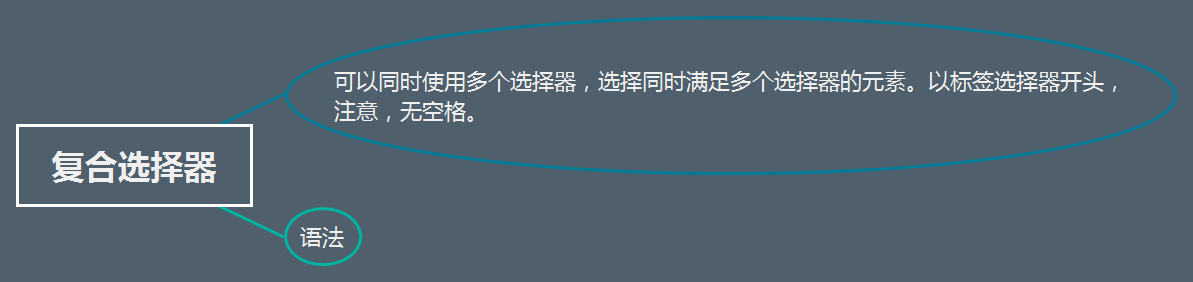 可以同时使用多个选择器，选择同时满足多个选择器的元素。以标签选择器开头，
注意，无空格。
复合选择器
语法